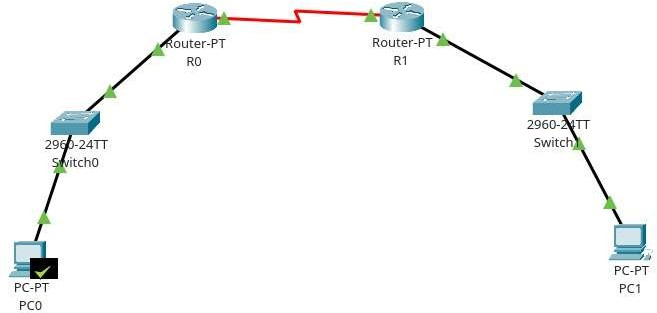 Router-PT
R0
Router-PT
R1
2960-24TT
Switch0
2960-24TT
Switch1
PC-PT
PC0
PC-PT
PC1